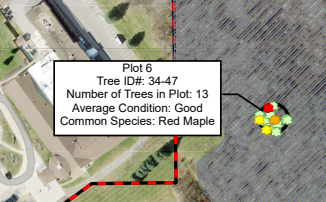 Plot 6
Tree ID#: 34-47
Number of Trees in Plot: 13
Average Condition: Good
Common Species: Red Maple